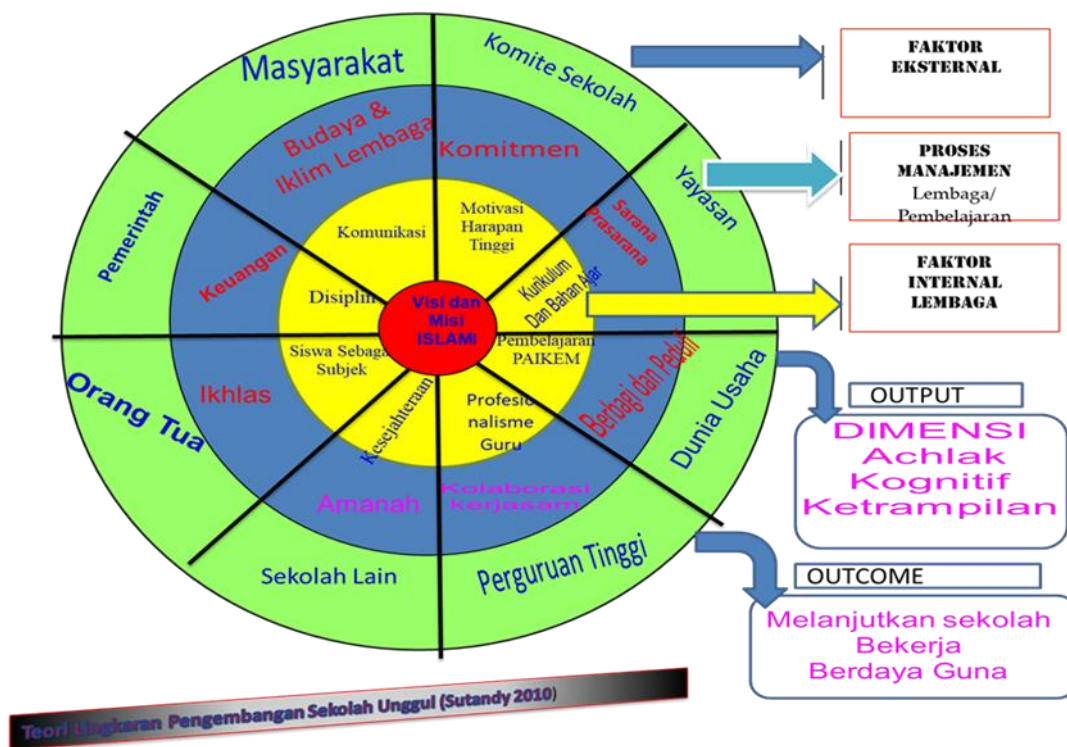 Masyarakat
Komite Sekolah
Yayasan
Dunia Usaha
Perguruan Tinggi
Sekolah Lain
Orang Tua
Pemerintah
Budaya &
Iklim Lembaga
Komitmen
Sarana
Prasarana
Berbagi dan Peduli
Kolaborasi
kerjasam
Amanah
Ikhlas
Keuangan
Komunikasi
Motivasi
Harapan
Tinggi
Kurikulum
Dan Bahan Ajar
Pembelajaran
PAIKEM
Profesio
nalisme
Guru
Kesejahteraan
Siswa Sebaga
Subjek
Disiplin
Visi dan
Misi
ISLAMI
FAKTOR
EKSTERNAL
PROSES
MANAJEMEN
Lembaga/
Pembelajaran
FAKTOR
INTERNAL
LEMBAGA
OUTPUT
DIMENSI
Achlak
Kognitif
Ketrampilan
OUTCOME
Melanjutkan sekolah
Bekerja
Berdaya Guna
Teori Lingkaran Pengembangan Sekolah Unggul (Sutandy 2010)